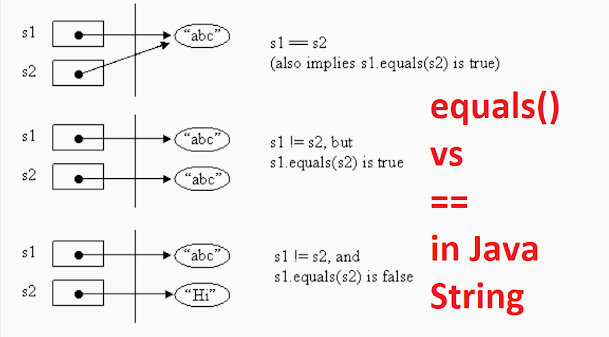 s1
"abc"
s1 == s2
s2
(also implies s1.equals(s2) is true)
s1
"abc"
s1 != s2, but
s2
"abc"
s1.equals(s2) is true
s1
"abc"
s1 != s2, and
s2
"Hi"
s1.equals(s2) is false
equals()
vs
==
in Java
String